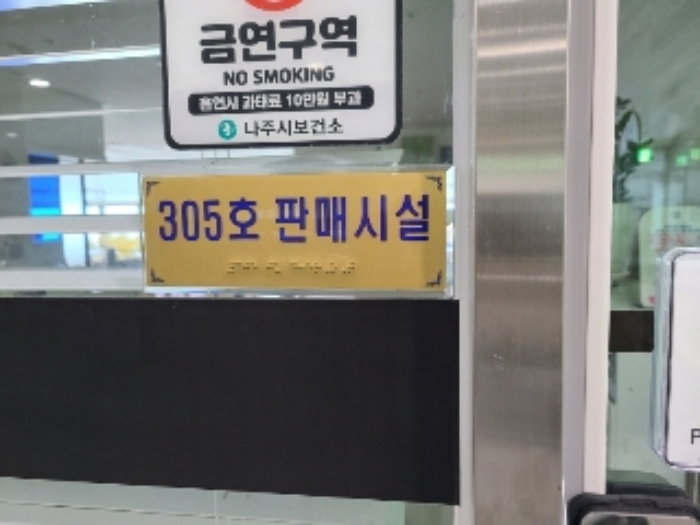 금연구역
NO SMOKING
흡연시 과태료 10만원 부과
나주시보건소
305호 판매시설
P